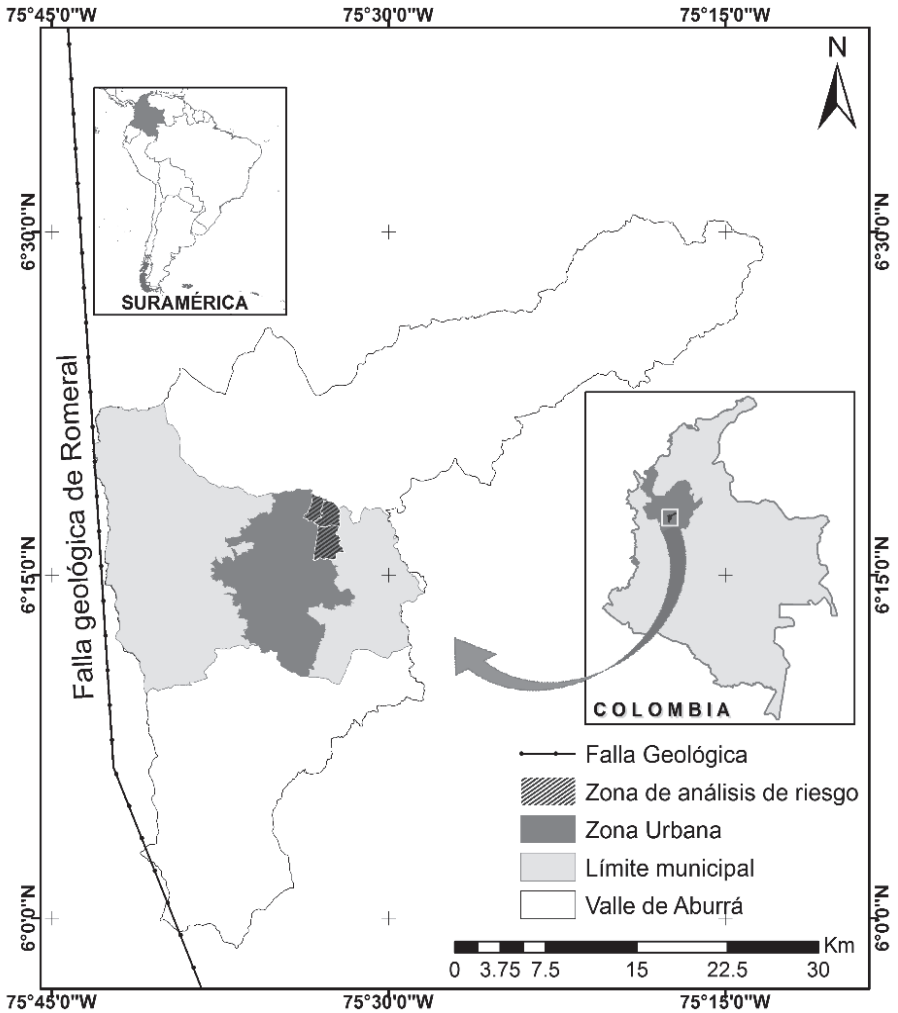 75°45'0"W 75°30'0"W 75°15'0"W
N
SURAMÉRICA
6°30'0"N 6°30'0"N
Falla geológica de Romeral
6°15'0"N 6°15'0"N
COLOMBIA
Falla Geológica
Zona de análisis de riesgo
Zona Urbana
Límite municipal
Valle de Aburrá
6°0'0"N 6°0'0"N
Km
0 3.75 7.5 15 22.5 30
75°45'0"W 75°30'0"W 75°15'0"W